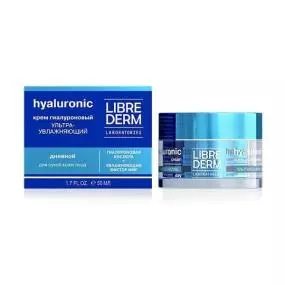 hyaluronic
крем гиалуроновый
УЛЬТРА-
УВЛАЖНЯЮЩИЙ
ДНЕВНОЙ
для сухой кожи лица
LIBRE
DERM
LABORATORIES
ГИАЛУРОНОВАЯ
КИСЛОТА
+
УВЛАЖНЯЮЩИЙ
ФАКТОР NMF
1.7 FL.OZ. ℮ 50 МЛ
LIBRE
DERM
LABORATORIES